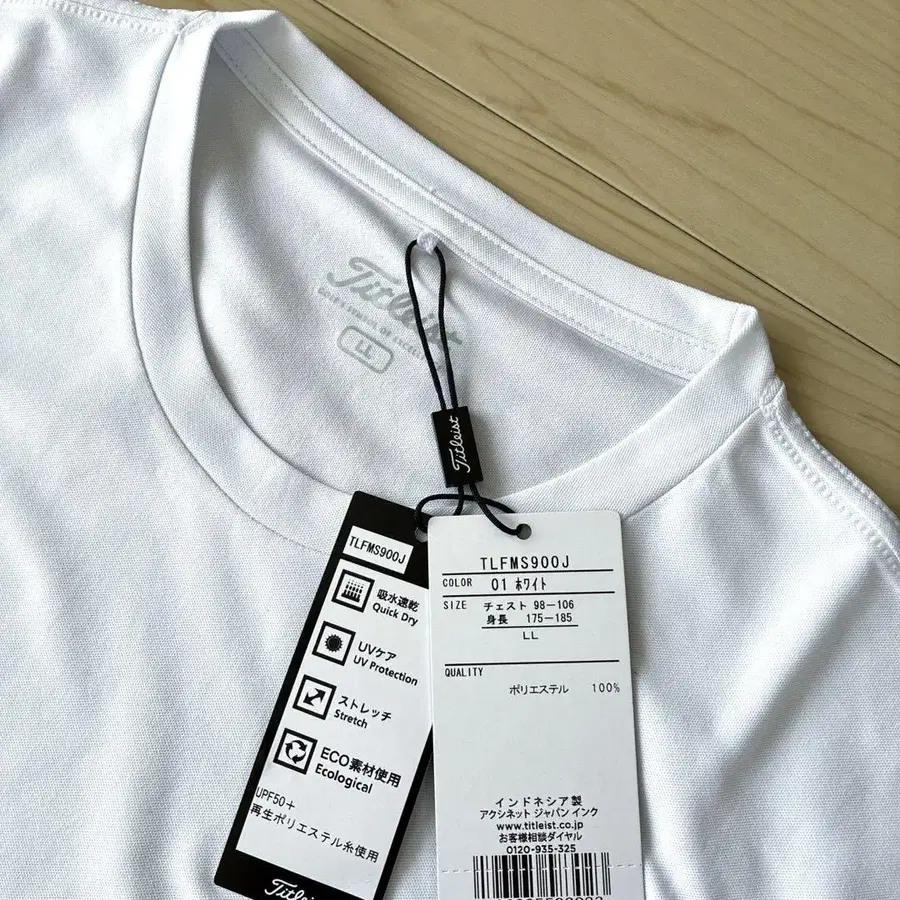 Titleist
LL
Titleist
TLFMS900J
吸水速乾
Quick Dry
UVケア
UV Protection
ストレッチ
Stretch
ECO素材使用
Ecological
UPF50+
再生ポリエステル糸使用
Titleist
TLFMS900J
COLOR 01 ホワイト
SIZE チェスト 98-106
身長 175-185
LL
QUALITY
ポリエステル 100%
インドネシア製
アクシネット ジャパン インク
www.titleist.co.jp
お客様相談ダイヤル
0120-935-325